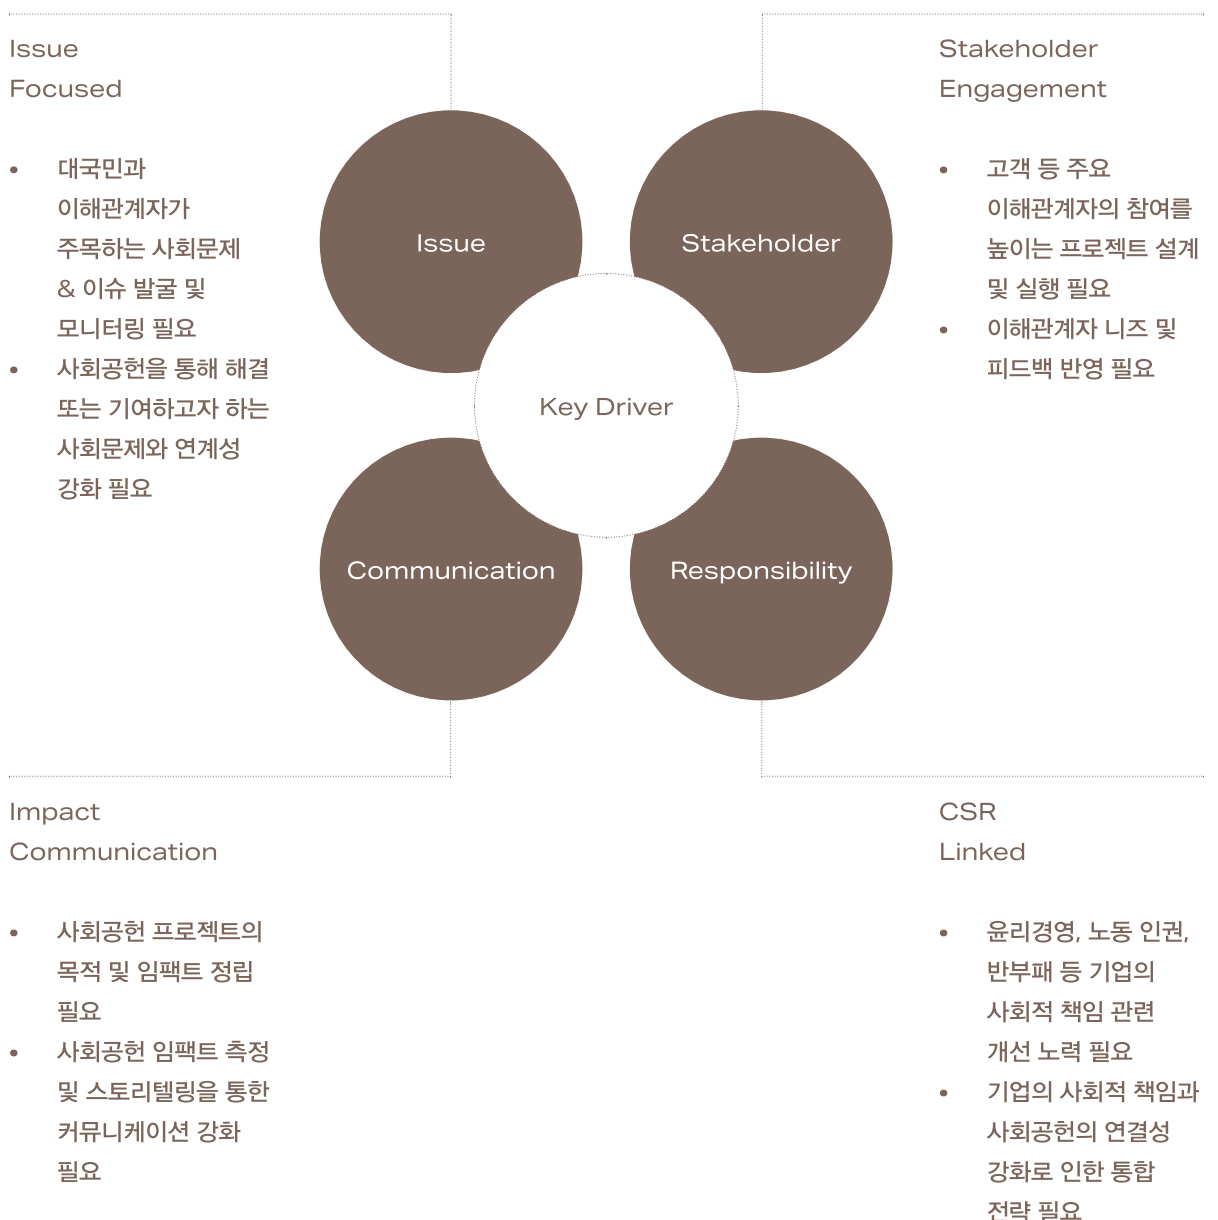 Issue
Focused
• 대국민과
이해관계자가
주목하는 사회문제
& 이슈 발굴 및
모니터링 필요
• 사회공헌을 통해 해결
또는 기여하고자 하는
사회문제와 연계성
강화 필요
Stakeholder
Engagement
• 고객 등 주요
이해관계자의 참여를
높이는 프로젝트 설계
및 실행 필요
• 이해관계자 니즈 및
피드백 반영 필요
Issue
Stakeholder
Key Driver
Communication
Responsibility
Impact
Communication
• 사회공헌 프로젝트의
목적 및 임팩트 정립
필요
• 사회공헌 임팩트 측정
및 스토리텔링을 통한
커뮤니케이션 강화
필요
CSR
Linked
• 윤리경영, 노동 인권,
반부패 등 기업의
사회적 책임 관련
개선 노력 필요
• 기업의 사회적 책임과
사회공헌의 연결성
강화로 인한 통합
전략 필요